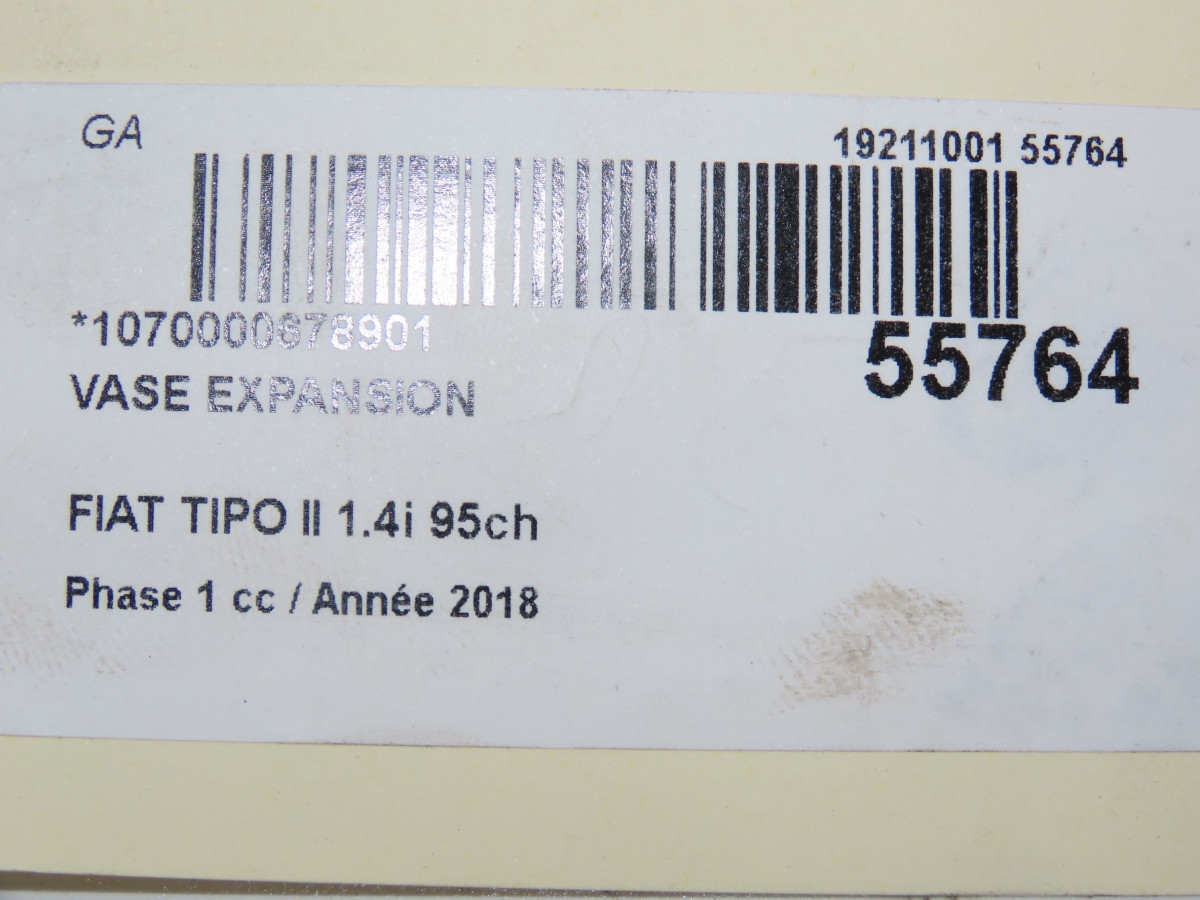 GA
19211001 55764
*1070000678901
55764
VASE EXPANSION
FIAT TIPO II 1.4i 95ch
Phase 1 cc / Année 2018